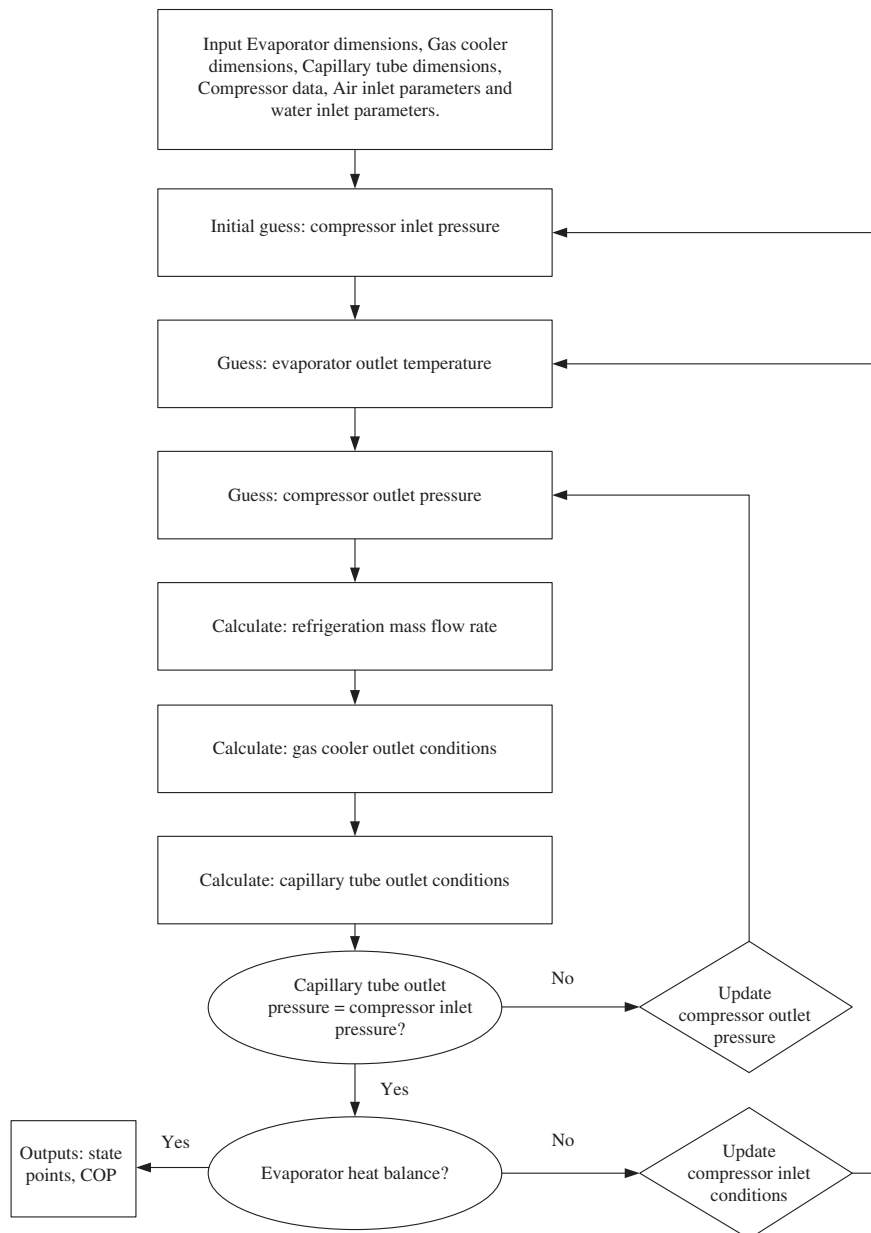 Input Evaporator dimensions, Gas cooler
dimensions, Capillary tube dimensions,
Compressor data, Air inlet parameters and
water inlet parameters.
Initial guess: compressor inlet pressure
Guess: evaporator outlet temperature
Guess: compressor outlet pressure
Calculate: refrigeration mass flow rate
Calculate: gas cooler outlet conditions
Calculate: capillary tube outlet conditions
Capillary tube outlet
pressure = compressor inlet
pressure?
No
Update
compressor outlet
pressure
Yes
Evaporator heat balance?
No
Update
compressor inlet
conditions
Yes
Outputs: state
points, COP